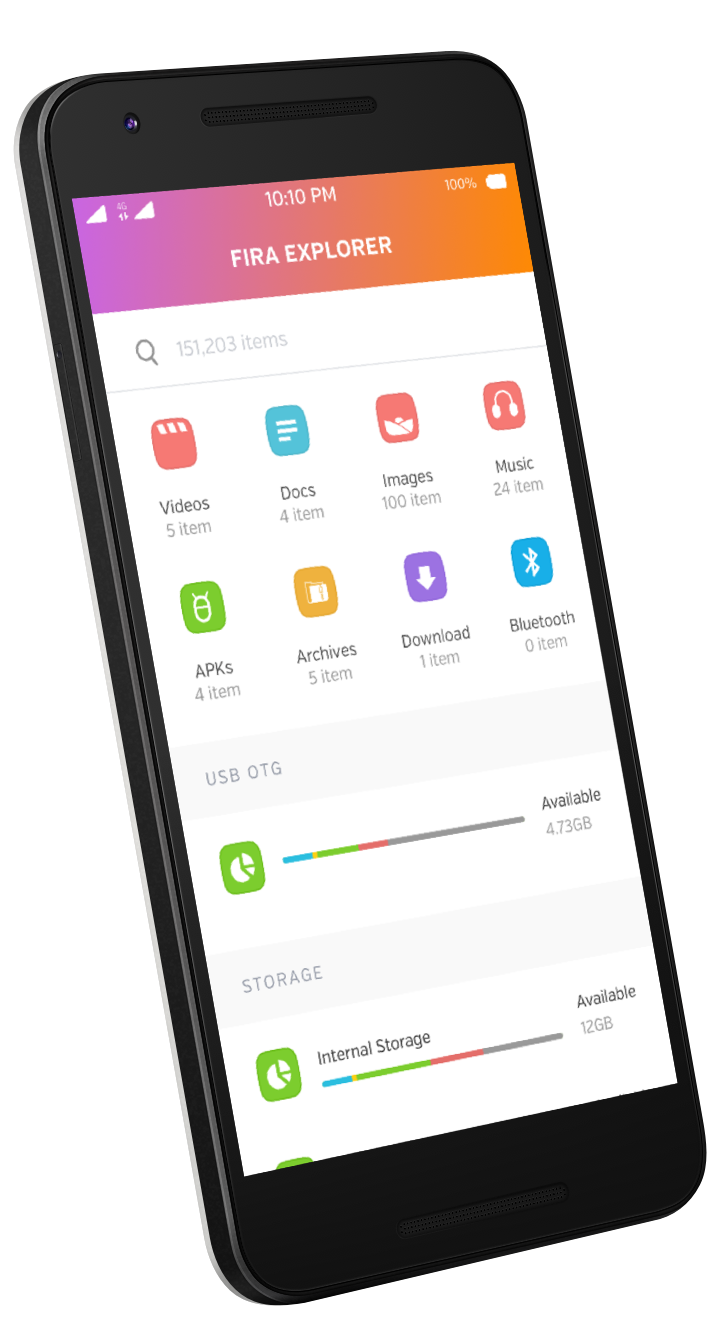 4G
10:10 PM
100%
FIRA EXPLORER
151,203 items
Videos
5 item
Docs
4 item
Images
100 item
Music
24 item
APKs
4 item
Archives
5 item
Download
1 item
Bluetooth
0 item
USB OTG
Available
4.73GB
STORAGE
Internal Storage
Available
12GB